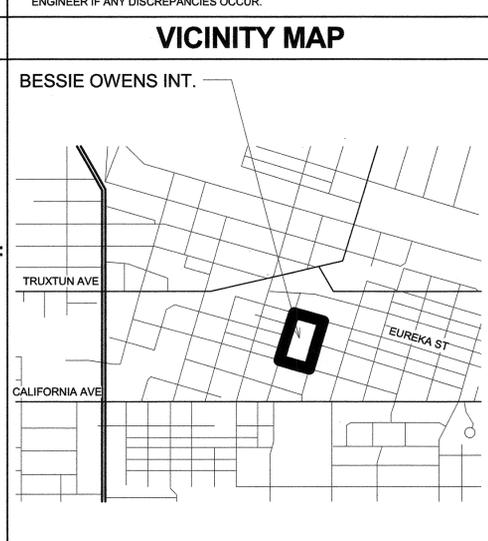 ENGINEER IF ANY DISCREPANCIES OCCUR.
VICINITY MAP
BESSIE OWENS INT.
TRUXTUN AVE
EUREKA ST
CALIFORNIA AVE